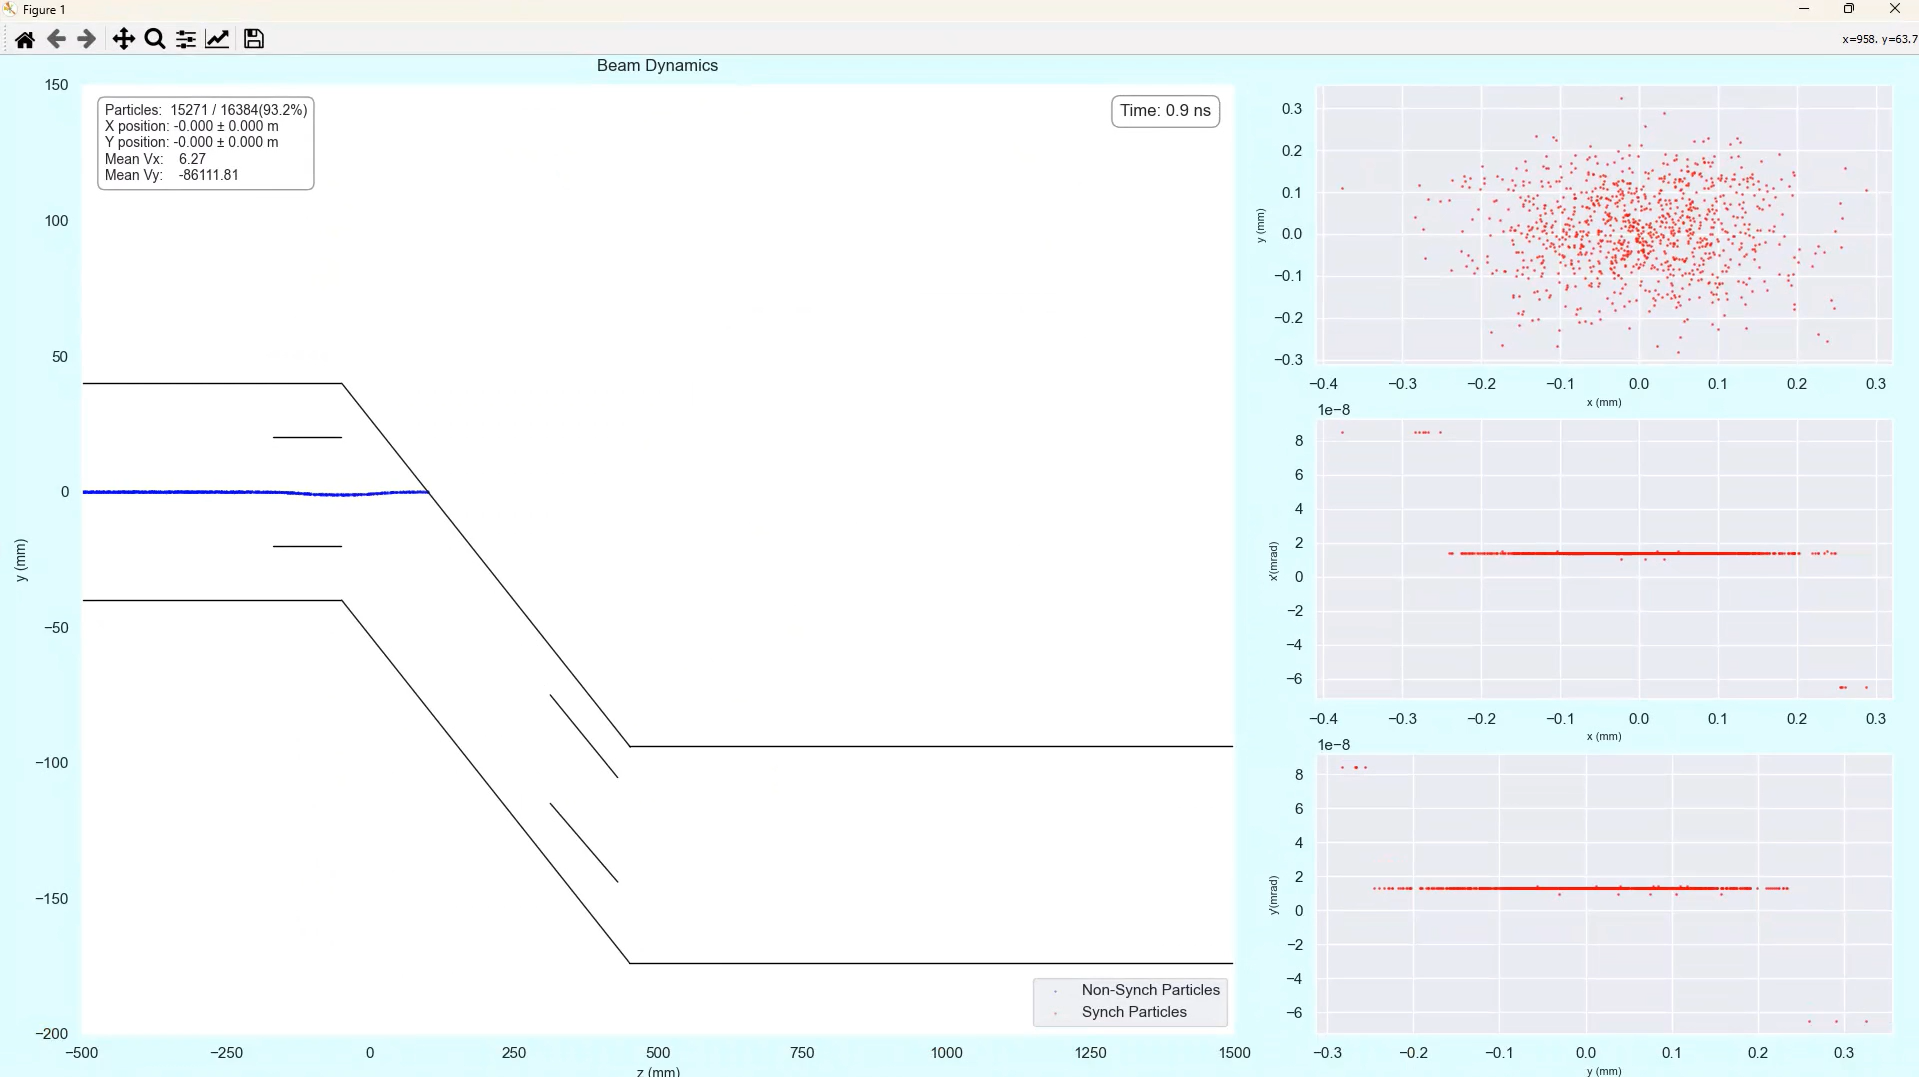 Figure 1
x=958. y=63.7
Beam Dynamics
150
100
50
0
−50
−100
−150
−200
y (mm)
Particles: 15271 / 16384(93.2%)
X position: -0.000 ± 0.000 m
Y position: -0.000 ± 0.000 m
Mean Vx: 6.27
Mean Vy: -86111.81
Time: 0.9 ns
Non-Synch Particles
Synch Particles
−500 −250 0 250 500 750 1000 1250 1500
z (mm)
0.3
0.2
0.1
0.0
−0.1
−0.2
−0.3
y (mm)
−0.4 −0.3 −0.2 −0.1 0.0 0.1 0.2 0.3
x (mm)
1e−8
8
6
4
2
0
−2
−4
−6
x'(mrad)
−0.4 −0.3 −0.2 −0.1 0.0 0.1 0.2 0.3
x (mm)
1e−8
8
6
4
2
0
−2
−4
−6
y'(mrad)
−0.3 −0.2 −0.1 0.0 0.1 0.2 0.3
y (mm)